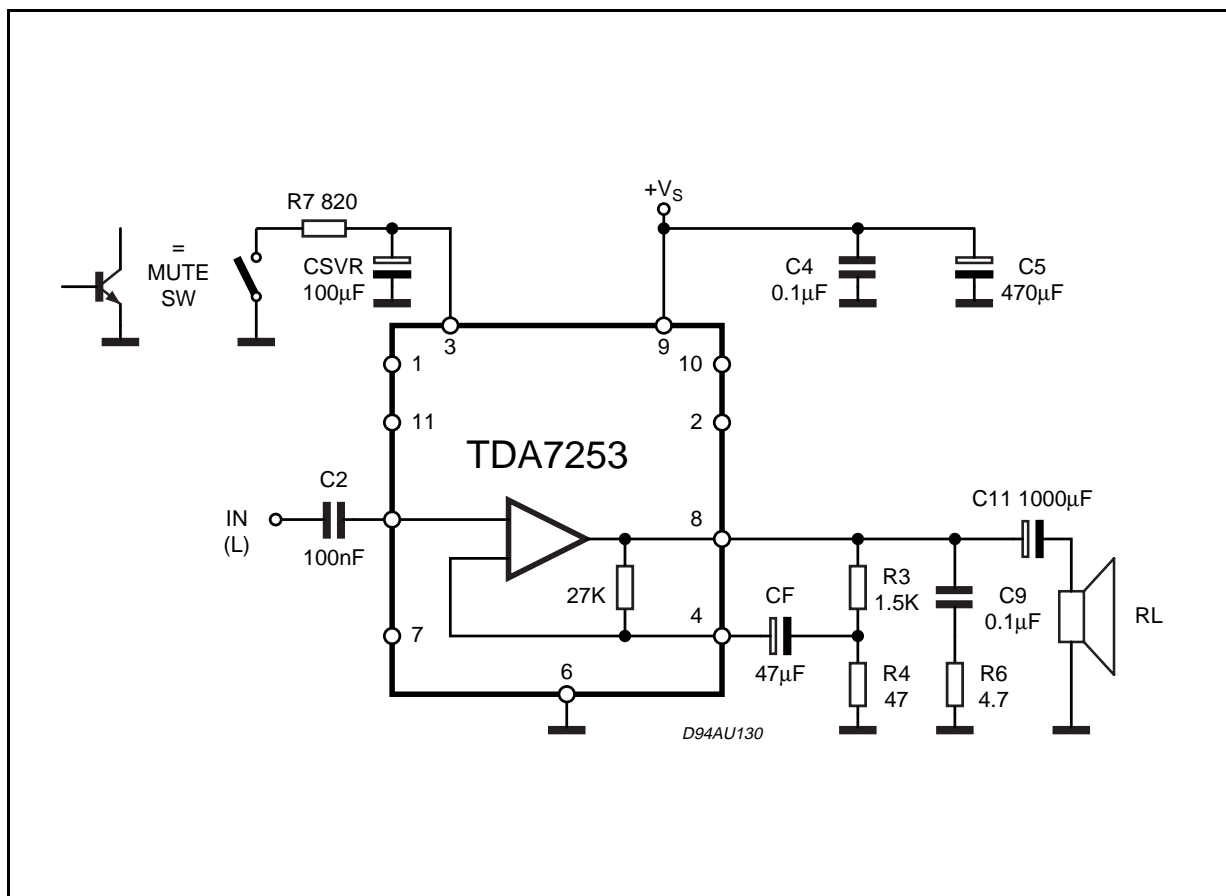 +VS
R7 820
=
MUTE
SW
CSVR
100µF
C4
0.1µF
C5
470µF
3
9
1
10
11
2
TDA7253
C2
IN
(L)
100nF
8
C11 1000µF
27K
R3
1.5K
CF
C9
0.1µF
RL
7
4
47µF
R4
47
R6
4.7
6
D94AU130